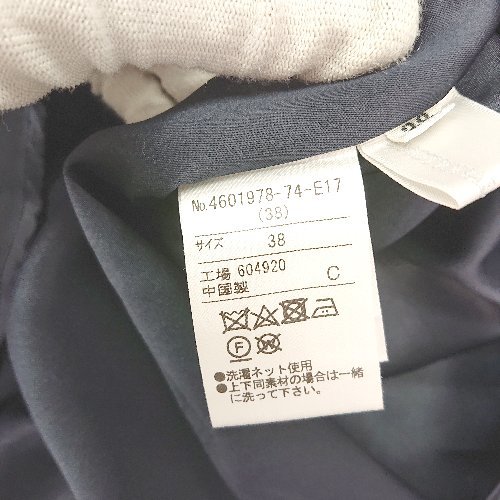 No.4601978-74-E17
(38)
サイズ 38
工場 604920
中国製 C
F W
●洗濯ネット使用
●上下同素材の場合は一緒
に洗って下さい。
38